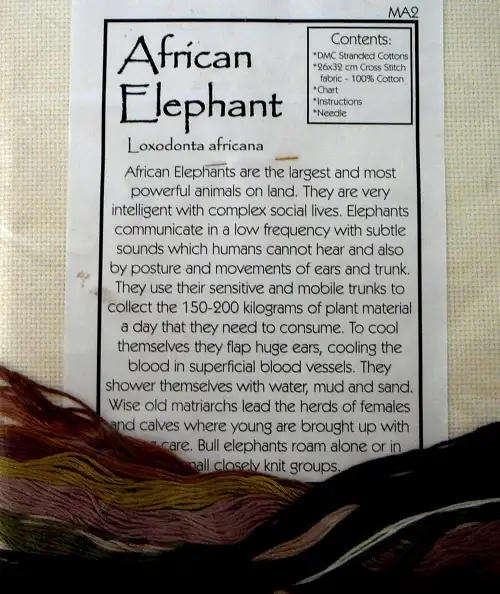 MA2
African
Elephant
Loxodonta africana
Contents:
*DMC Stranded Cottons
*26x32 cm Cross Stitch
fabric - 100% Cotton
*Chart
*Instructions
*Needle
African Elephants are the largest and most
powerful animals on land. They are very
intelligent with complex social lives. Elephants
communicate in a low frequency with subtle
sounds which humans cannot hear and also
by posture and movements of ears and trunk.
They use their sensitive and mobile trunks to
collect the 150-200 kilograms of plant material
a day that they need to consume. To cool
themselves they flap huge ears, cooling the
blood in superficial blood vessels. They
shower themselves with water, mud and sand.
Wise old matriarchs lead the herds of females
and calves where young are brought up with
care. Bull elephants roam alone or in
closely knit groups.